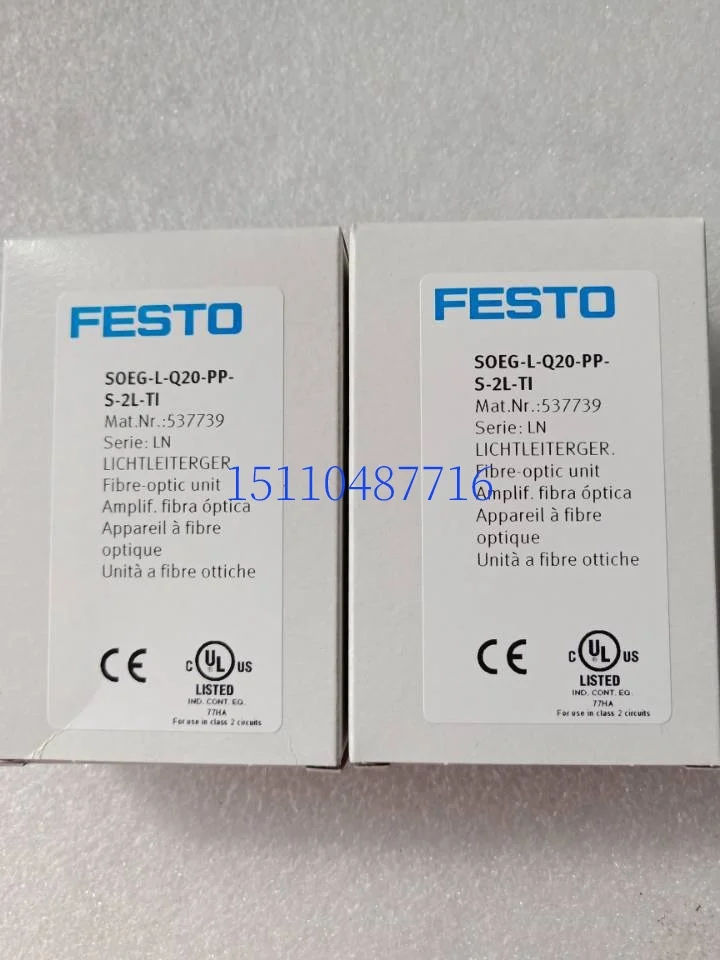 FESTO
SOEG-L-Q20-PP-
S-2L-TI
Mat.Nr.:537739
Serie: LN
LICHTLEITERGER.
Fibre-optic unit
Amplif. fibra óptica
Appareil à fibre
optique
Unità a fibre ottiche
CE
C UL US
LISTED
IND. CONT. EQ.
77HA
For use in class 2 circuits
FESTO
SOEG-L-Q20-PP-
S-2L-TI
Mat.Nr.:537739
Serie: LN
LICHTLEITERGER.
Fibre-optic unit
Amplif. fibra óptica
Appareil à fibre
optique
Unità a fibre ottiche
CE
C UL US
LISTED
IND. CONT. EQ.
77HA
For use in class 2 circuits
15110487716